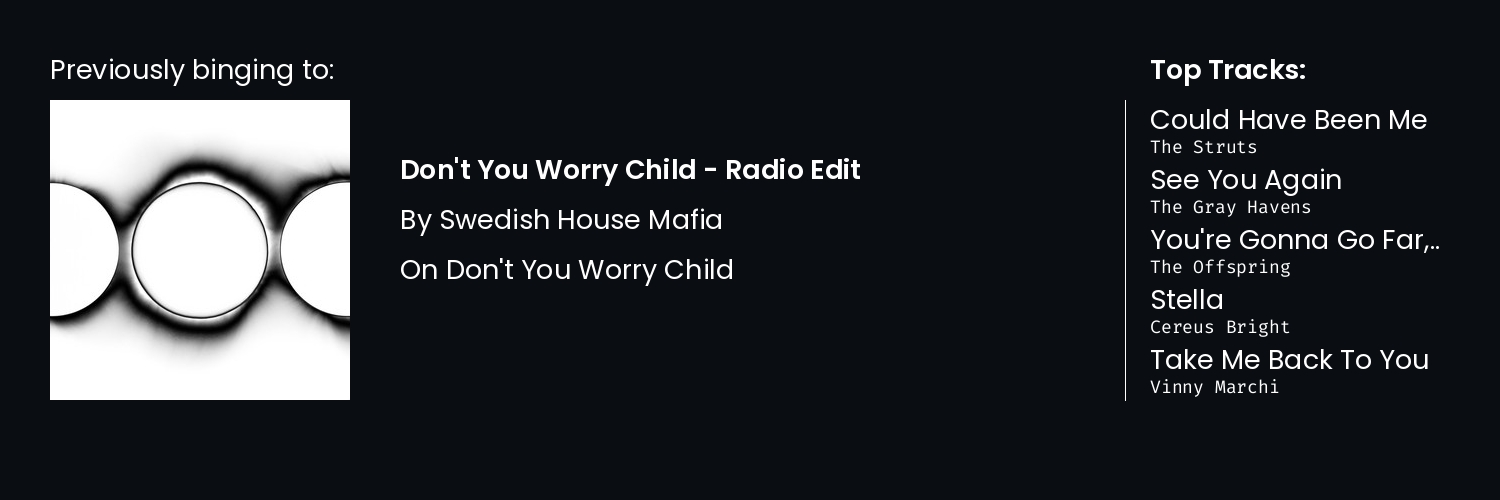 Previously binging to:
Don't You Worry Child - Radio Edit
By Swedish House Mafia
On Don't You Worry Child
Top Tracks:
Could Have Been Me
The Struts
See You Again
The Gray Havens
You're Gonna Go Far,..
The Offspring
Stella
Cereus Bright
Take Me Back To You
Vinny Marchi